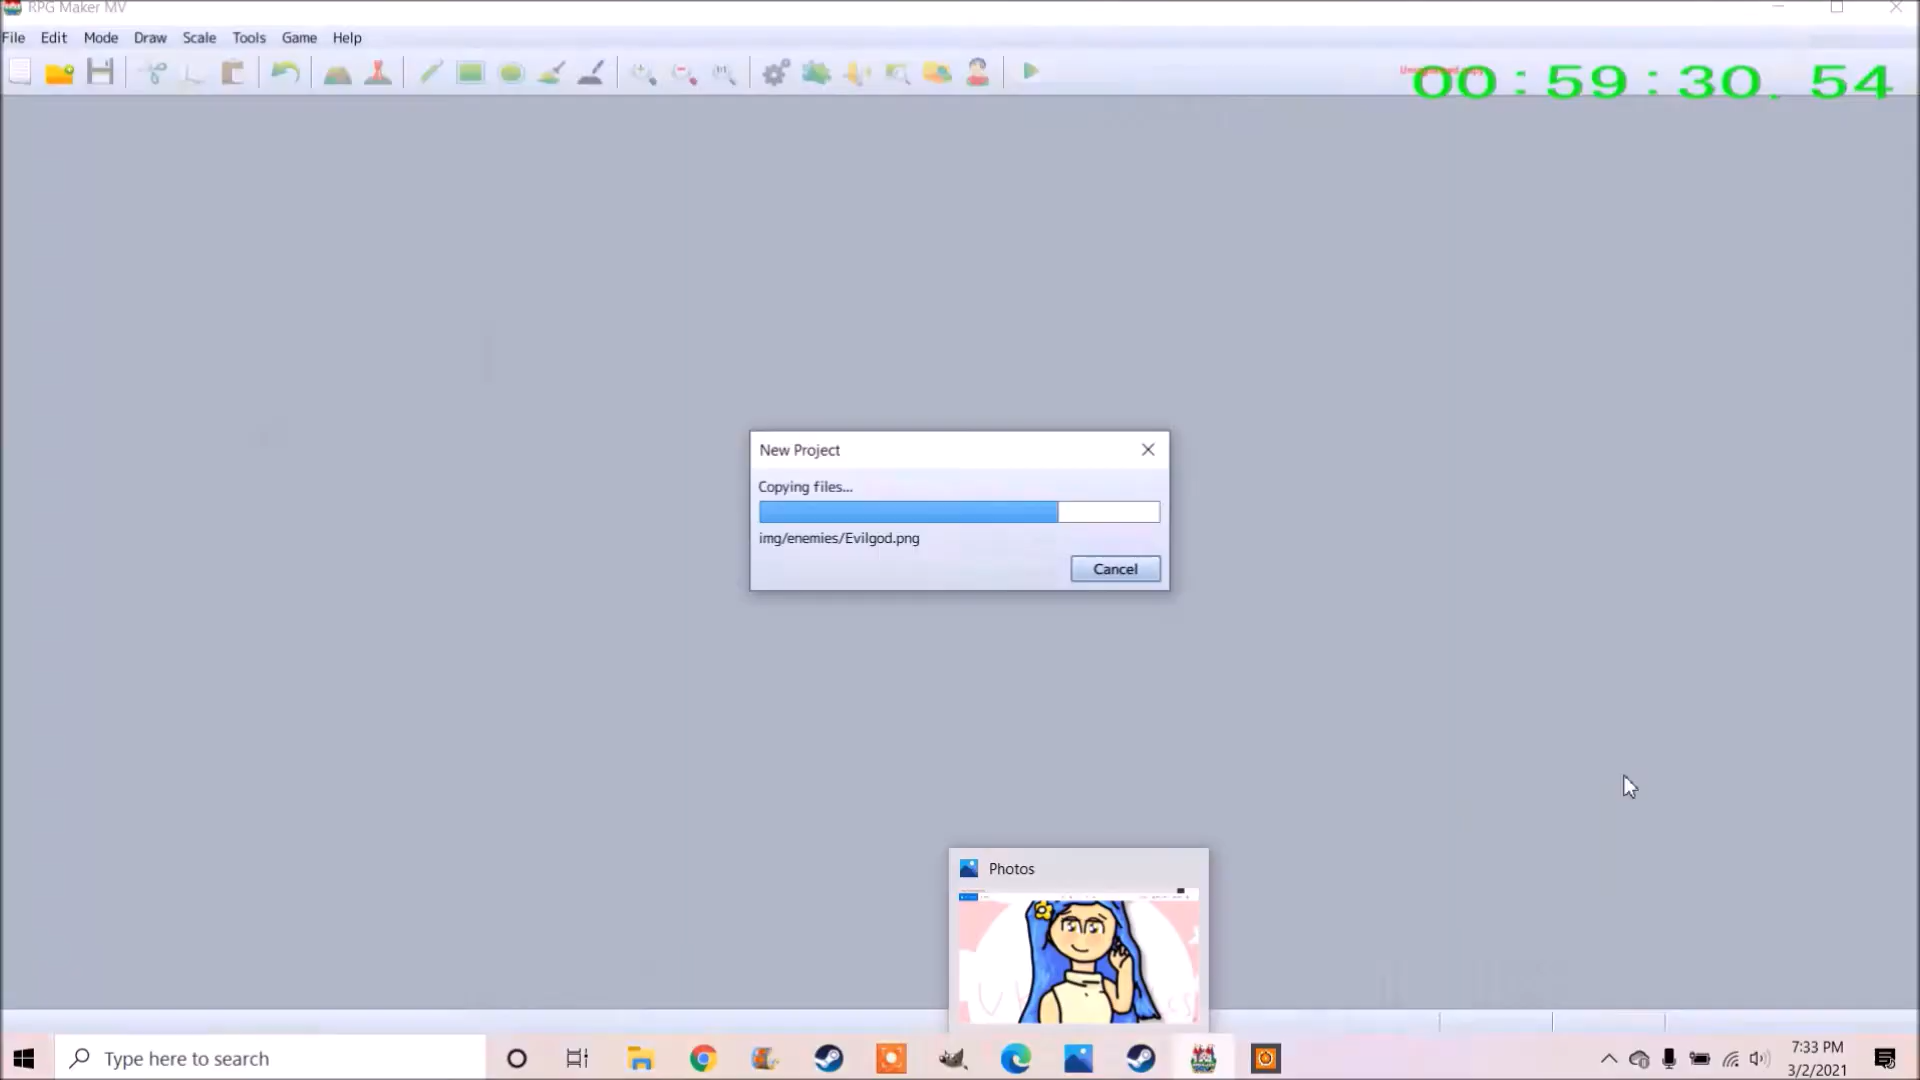 RPG Maker MV
File Edit Mode Draw Scale Tools Game Help
00:59:30.54
New Project
Copying files...
img/enemies/Evilgod.png
Cancel
Photos
Type here to search
7:33 PM
3/2/2021